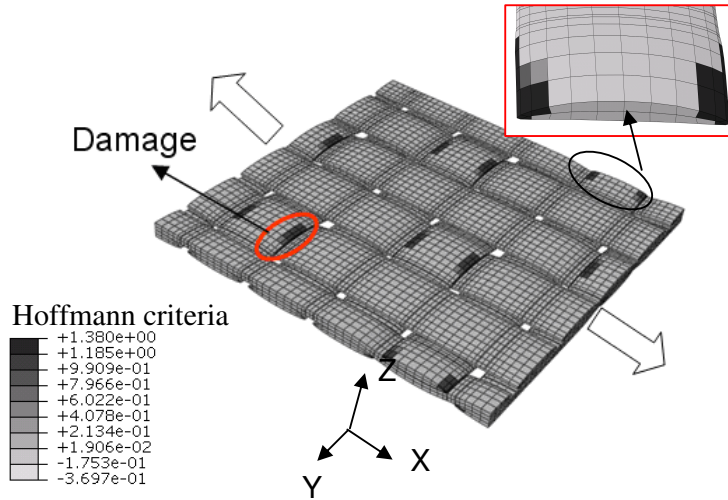 Damage
Hoffmann criteria
+1.380e+00
+1.185e+00
+9.909e-01
+7.966e-01
+6.022e-01
+4.078e-01
+2.134e-01
+1.906e-02
-1.753e-01
-3.697e-01
Z
Y
X